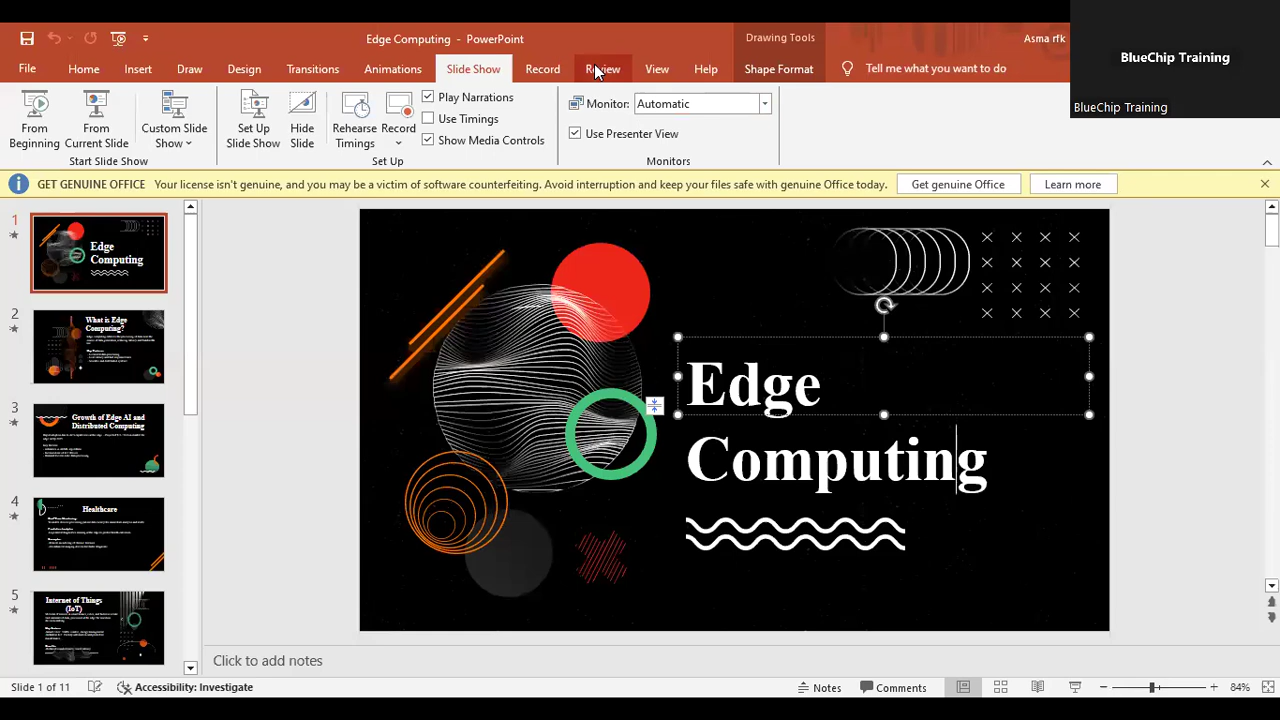 Edge Computing - PowerPoint
Drawing Tools
Asma rfk
BlueChip Training
BlueChip Training
File Home Insert Draw Design Transitions Animations Slide Show Record Review View Help Shape Format Tell me what you want to do
From Beginning
From Current Slide
Custom Slide Show
Start Slide Show
Set Up Slide Show
Hide Slide
Rehearse Timings
Record
Play Narrations
Use Timings
Show Media Controls
Set Up
Monitor: Automatic
Use Presenter View
Monitors
GET GENUINE OFFICE Your license isn't genuine, and you may be a victim of software counterfeiting. Avoid interruption and keep your files safe with genuine Office today. Get genuine Office Learn more
1
Edge
Computing
2
What is Edge
Computing?
3
Growth of Edge AI and
Distributed Computing
4
Healthcare
5
Internet of Things
(IoT)
Edge
Computing
Click to add notes
Slide 1 of 11 Accessibility: Investigate Notes Comments 84%